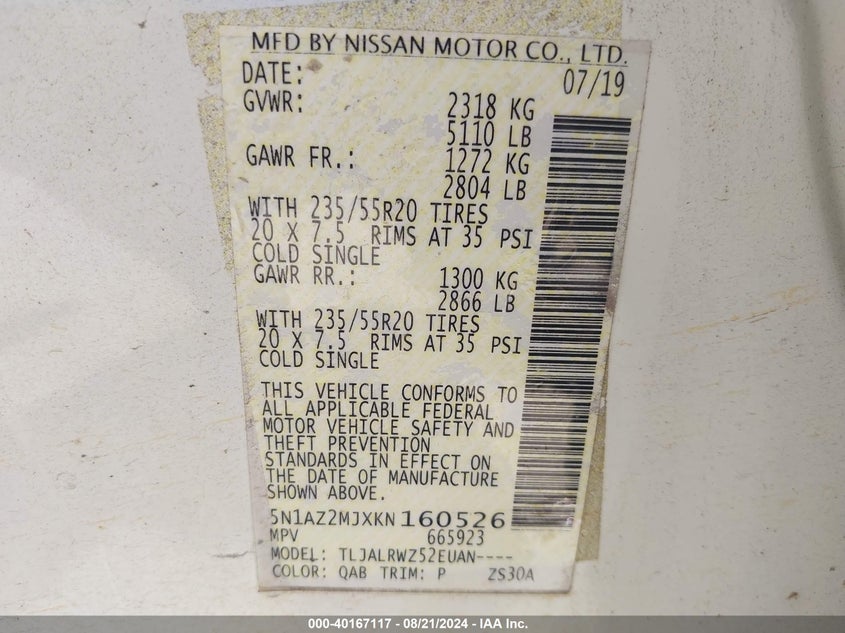 MFD BY NISSAN MOTOR CO., LTD.
DATE: 07/19
GVWR: 2318 KG
5110 LB
GAWR FR.: 1272 KG
2804 LB
WITH 235/55R20 TIRES
20 X 7.5 RIMS AT 35 PSI
COLD SINGLE
GAWR RR.: 1300 KG
2866 LB
WITH 235/55R20 TIRES
20 X 7.5 RIMS AT 35 PSI
COLD SINGLE
THIS VEHICLE CONFORMS TO
ALL APPLICABLE FEDERAL
MOTOR VEHICLE SAFETY AND
THEFT PREVENTION
STANDARDS IN EFFECT ON
THE DATE OF MANUFACTURE
SHOWN ABOVE.
5N1AZ2MJXKN160526
MPV 665923
MODEL: TLJALRWZ52EUAN----
COLOR: QAB TRIM: P ZS30A
000-40167117 - 08/21/2024 - IAA Inc.